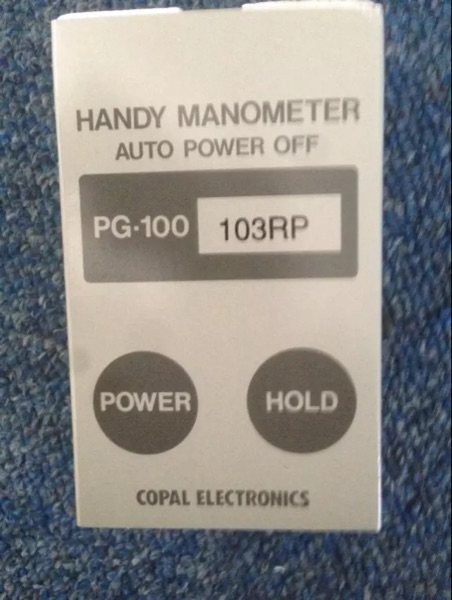 HANDY MANOMETER
AUTO POWER OFF
PG-100 103RP
POWER HOLD
COPAL ELECTRONICS